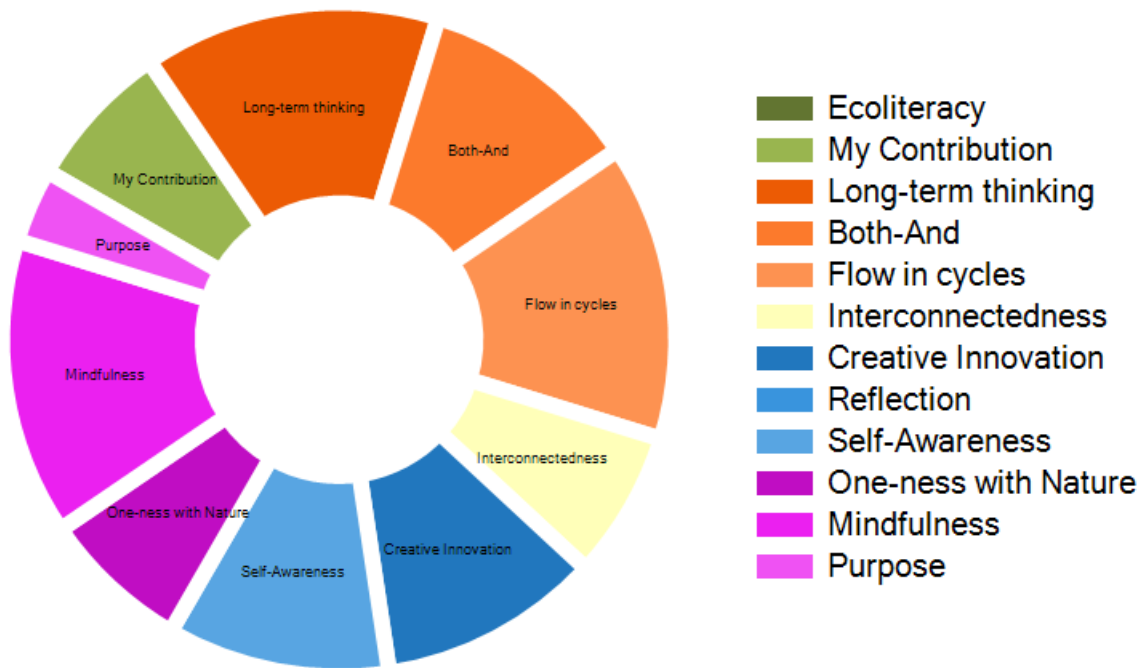 Long-term thinking
Both-And
My Contribution
Purpose
Flow in cycles
Mindfulness
Interconnectedness
One-ness with Nature
Creative Innovation
Self-Awareness
Ecoliteracy
My Contribution
Long-term thinking
Both-And
Flow in cycles
Interconnectedness
Creative Innovation
Reflection
Self-Awareness
One-ness with Nature
Mindfulness
Purpose